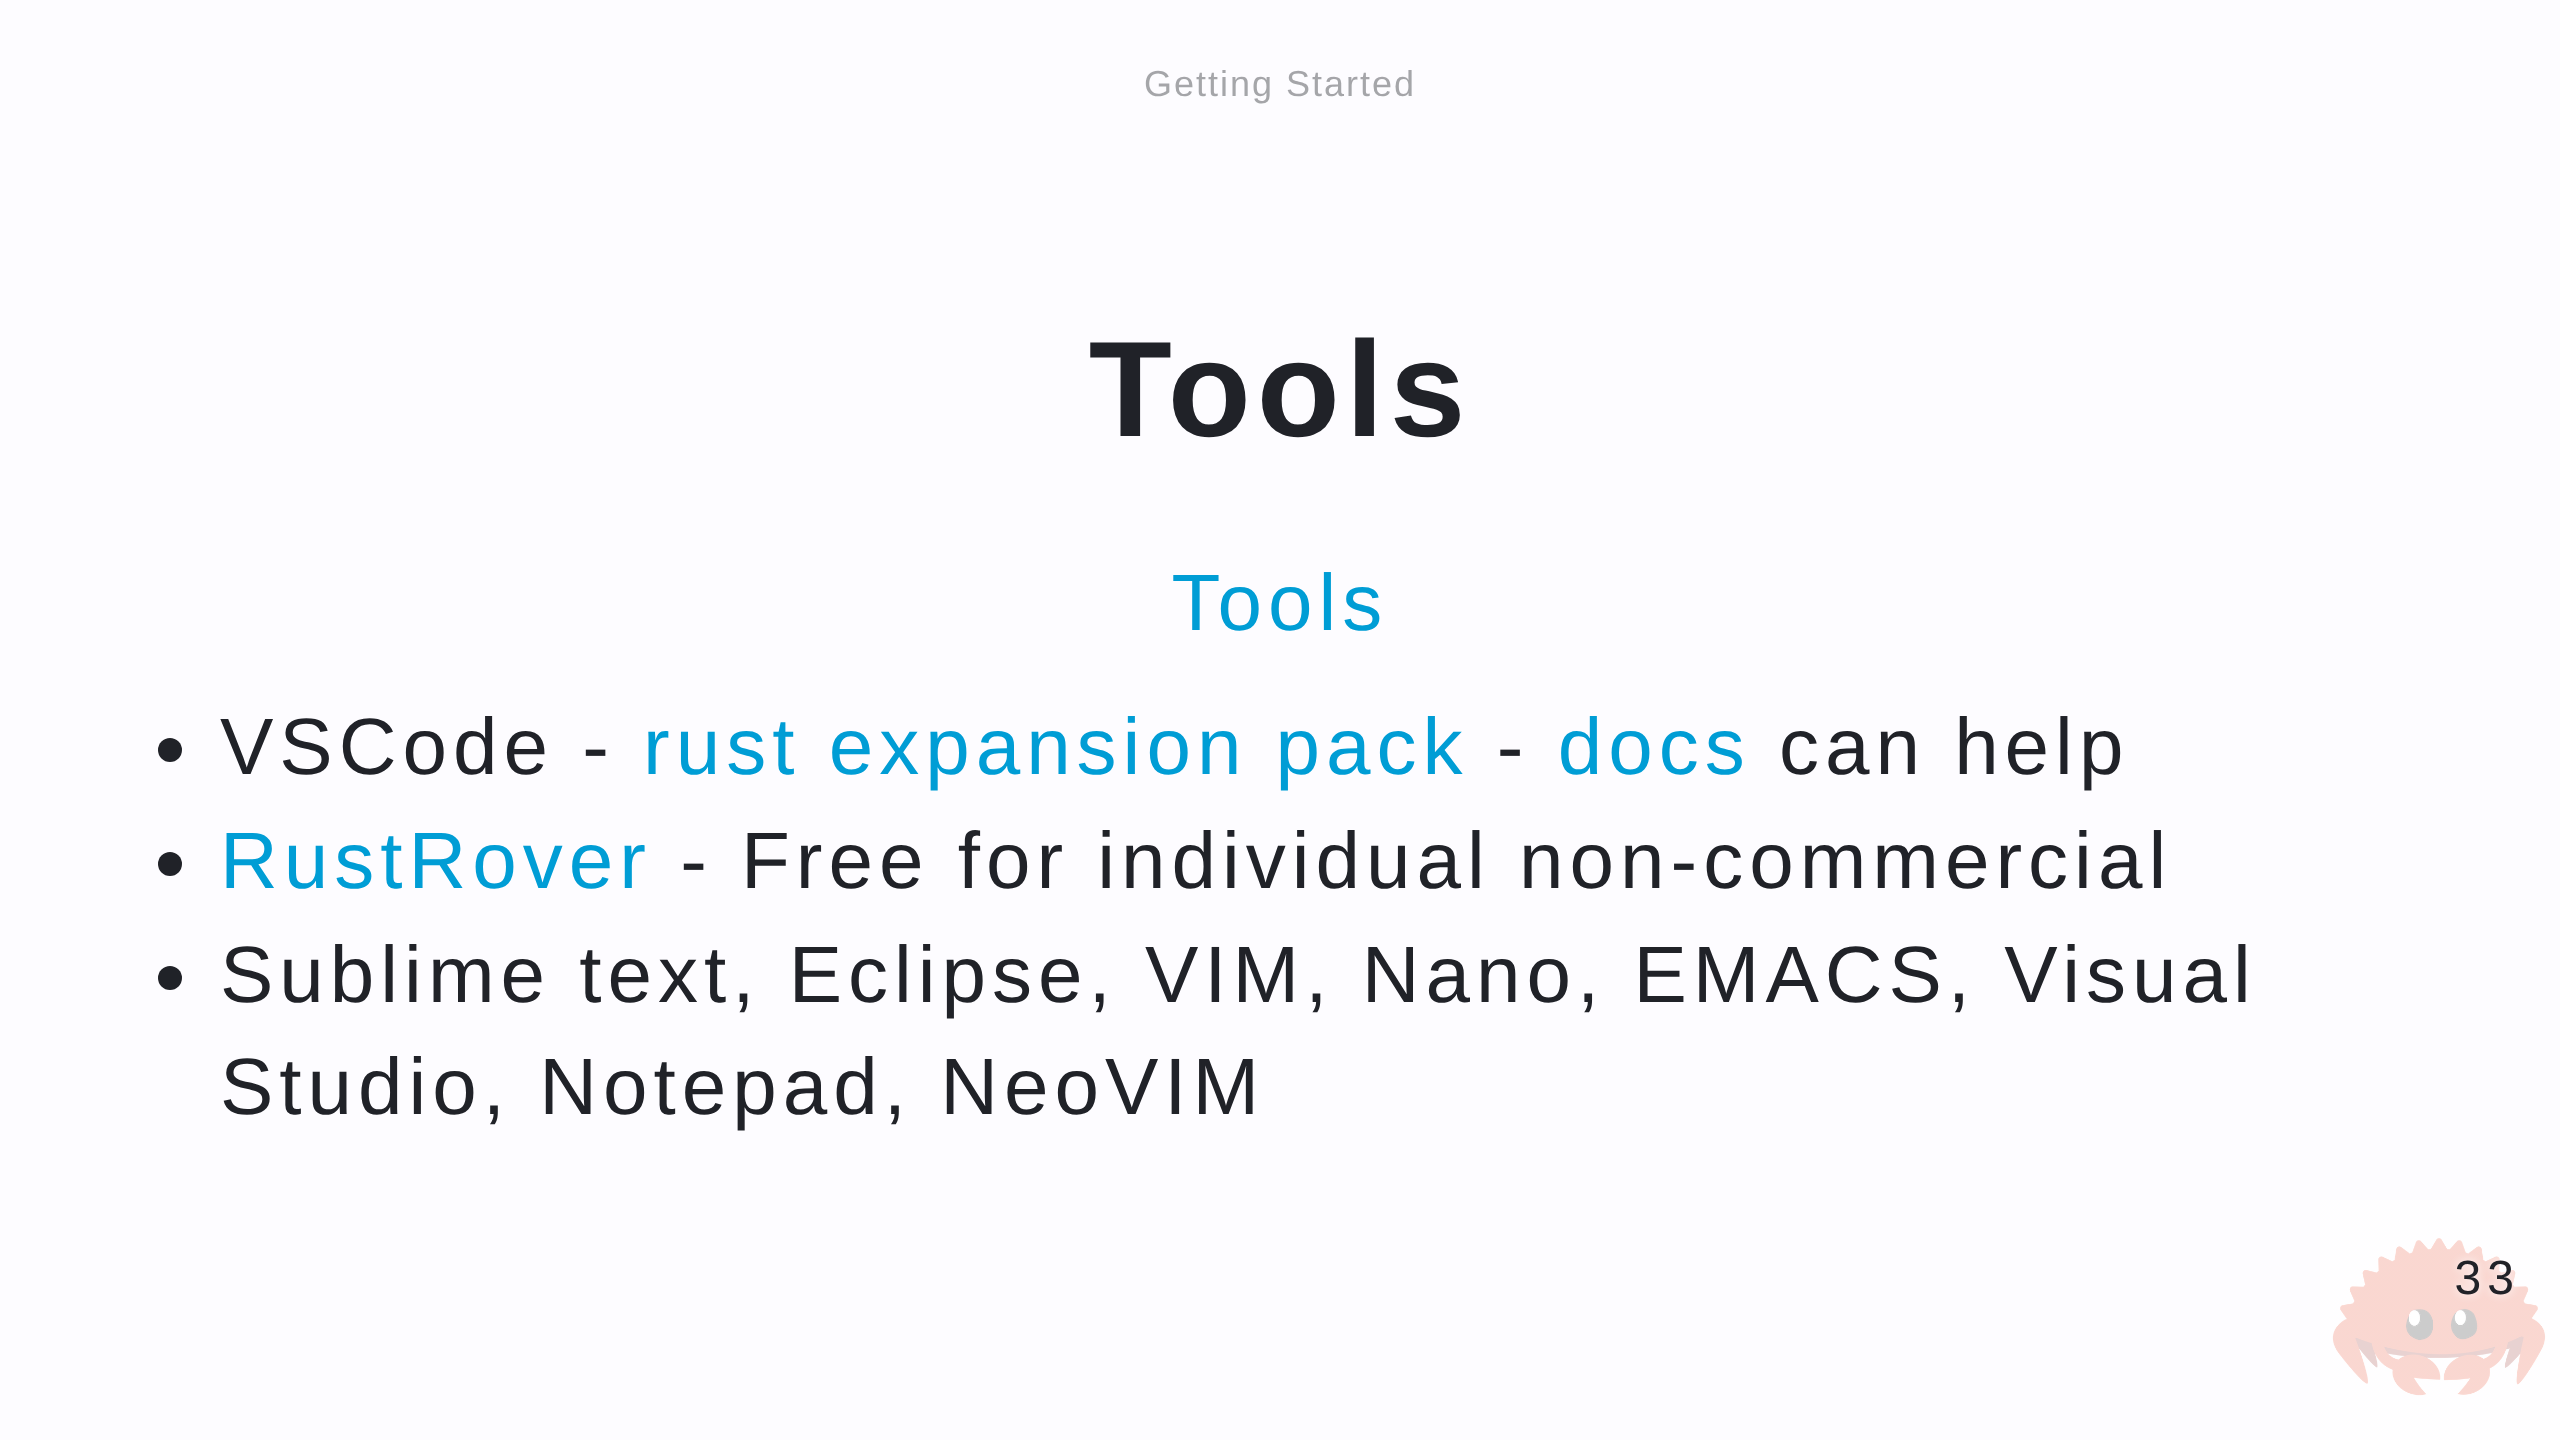 Getting Started
Tools
Tools
• VSCode - rust expansion pack - docs can help
• RustRover - Free for individual non-commercial
• Sublime text, Eclipse, VIM, Nano, EMACS, Visual
Studio, Notepad, NeoVIM
33